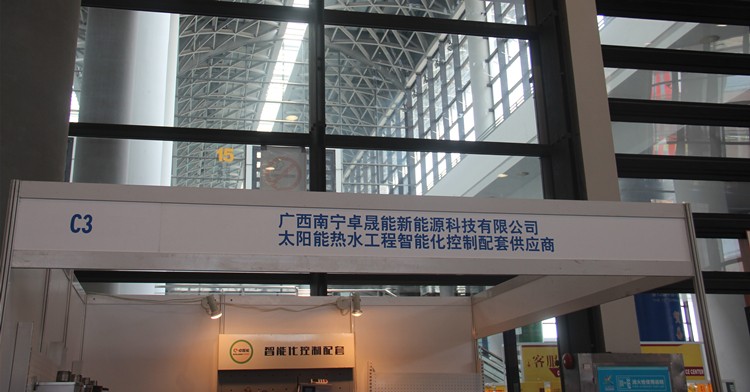 15
C3
广西南宁卓晟能新能源科技有限公司
太阳能热水工程智能化控制配套供应商
智能化控制配套
客服